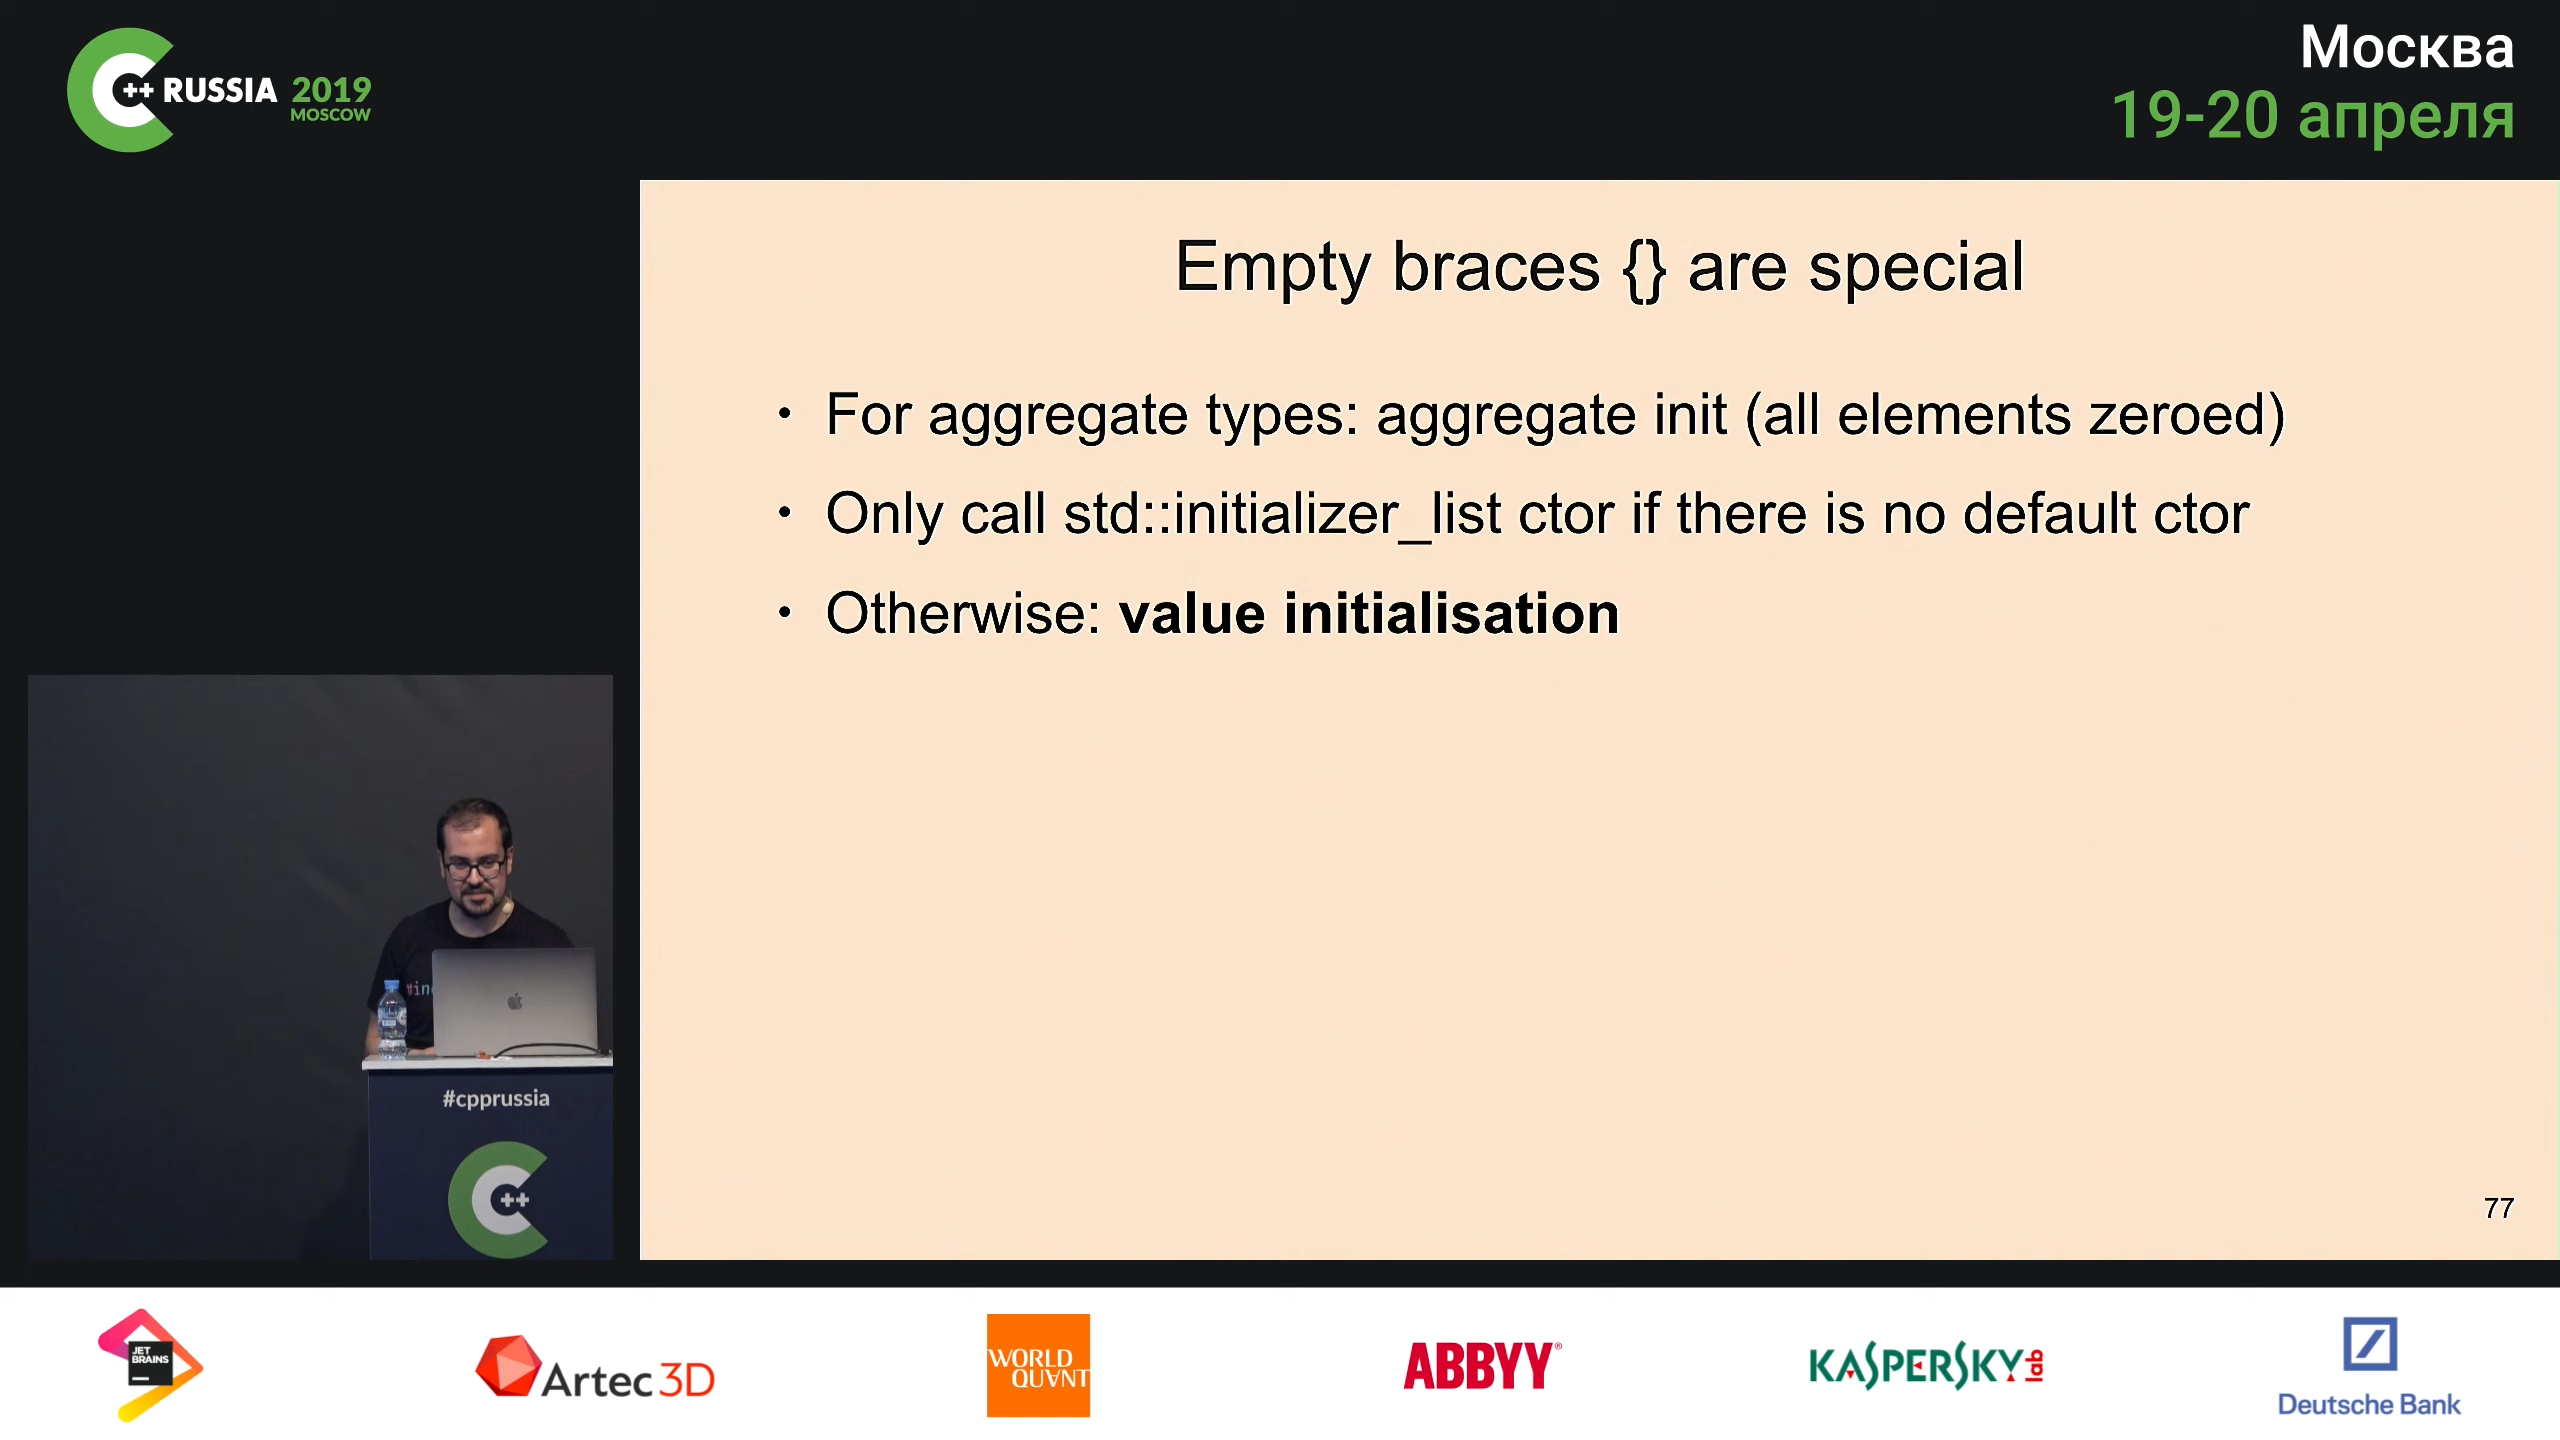 C++ RUSSIA 2019
MOSCOW
Москва
19-20 апреля
Empty braces {} are special
• For aggregate types: aggregate init (all elements zeroed)
• Only call std::initializer_list ctor if there is no default ctor
• Otherwise: value initialisation
77
#in
#cpprussia
C++
JET
BRAINS
Artec 3D
WORLD
QUANT
ABBYY®
KASPERSKY lab
Deutsche Bank